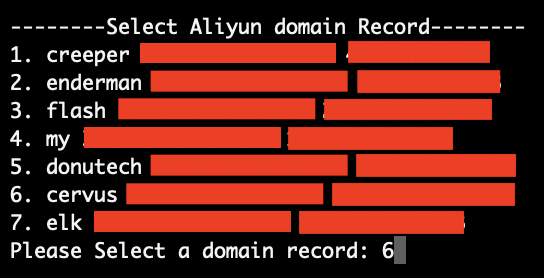 --------Select Aliyun domain Record--------
1. creeper
2. enderman
3. flash
4. my
5. donutech
6. cervus
7. elk
Please Select a domain record: 6